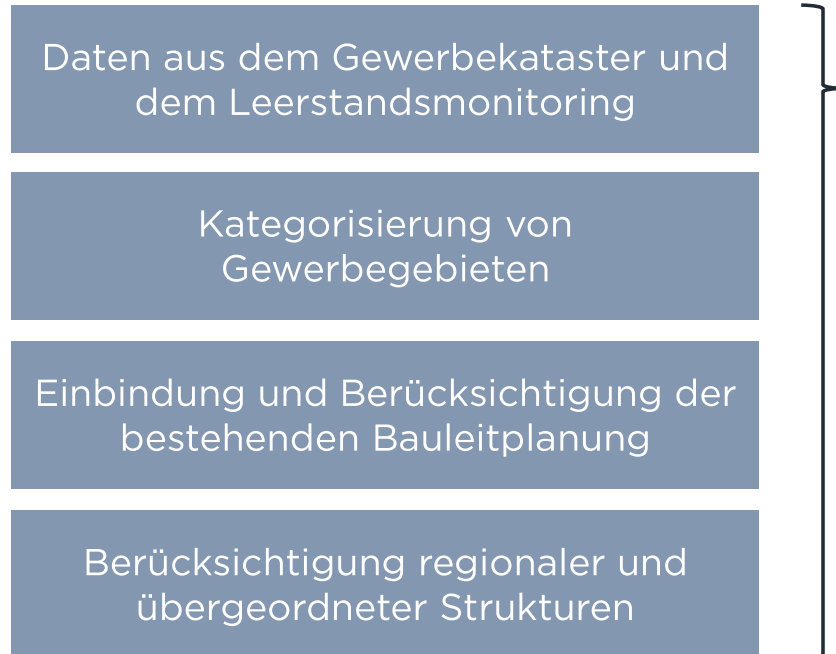 Daten aus dem Gewerbekataster und
dem Leerstandsmonitoring
Kategorisierung von
Gewerbegebieten
Einbindung und Berücksichtigung der
bestehenden Bauleitplanung
Berücksichtigung regionaler und
übergeordneter Strukturen